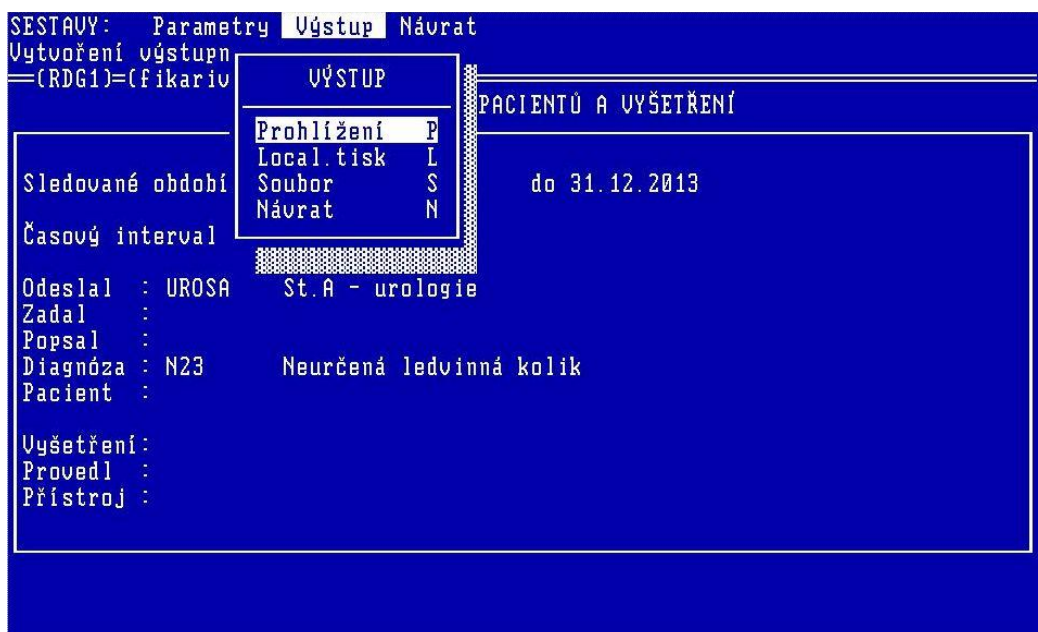 SESTAVY: Parametry Výstup Návrat
Vytvoření výstupn
(RDG1)=(fikariv
VÝSTUP
PACIENTŮ A VYŠETŘENÍ
Prohlížení P
Local.tisk L
Sledované období Soubor S do 31.12.2013
Návrat N
Časový interval
Odeslal : UROSA St.A - urologie
Zadal :
Popsal :
Diagnóza : N23 Neurčená ledvinná kolik
Pacient :
Vyšetření:
Provedl :
Přístroj :